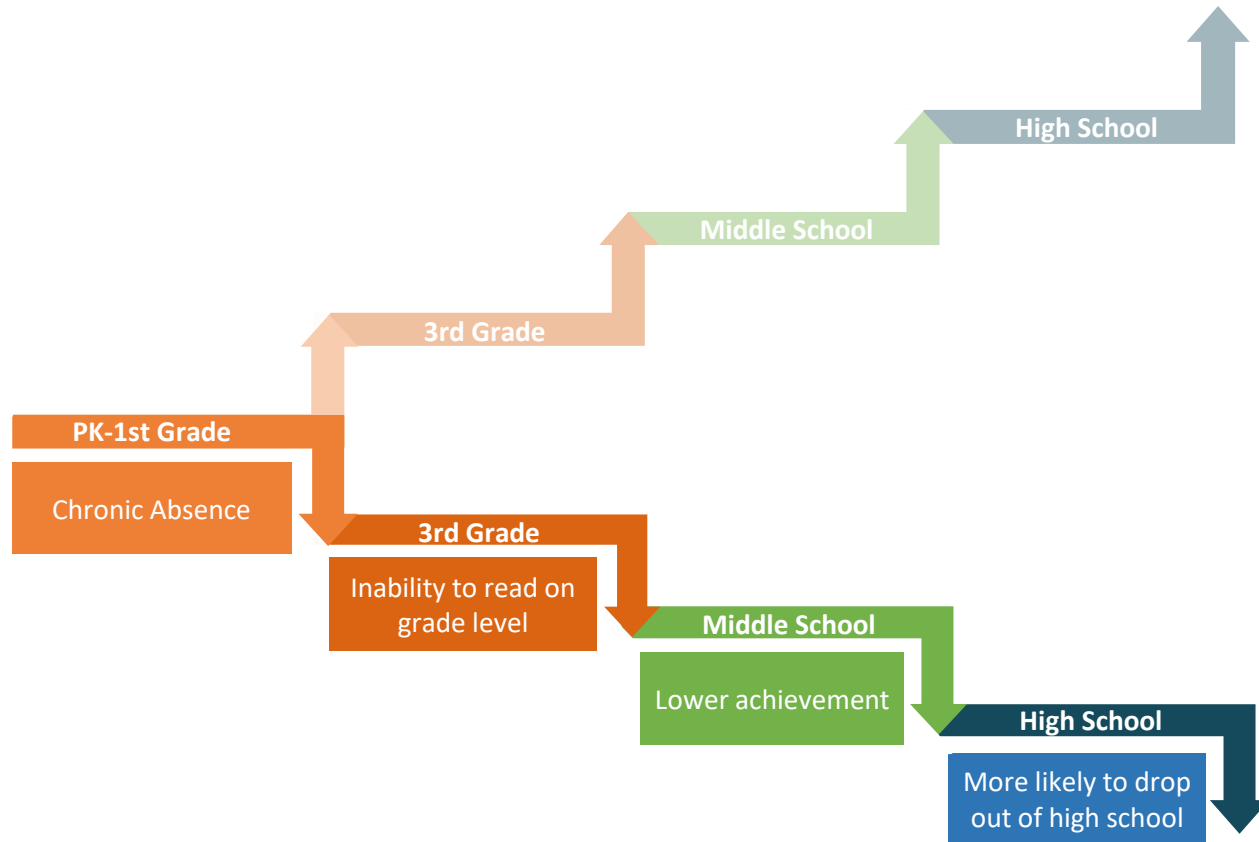 High School
Middle School
3rd Grade
PK-1st Grade
Chronic Absence
3rd Grade
Inability to read on
grade level
Middle School
Lower achievement
High School
More likely to drop
out of high school